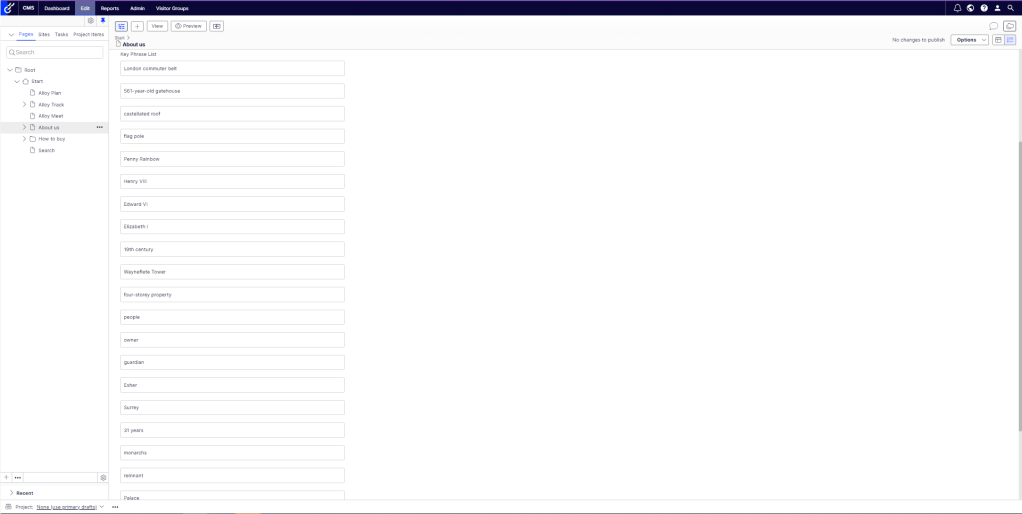 CMS Dashboard Edit Reports Admin Visitor Groups
Pages Sites Tasks Project Items
Search
Root
Start
Alloy Plan
Alloy Track
Alloy Meet
About us
How to buy
Search
Recent
View Preview
Start
About us
No changes to publish Options
Key Phrase List
London commuter belt
561-year-old gatehouse
castellated roof
flag pole
Penny Rainbow
Henry VIII
Edward VI
Elizabeth I
19th century
Waynflete Tower
four-storey property
people
owner
guardian
Esher
Surrey
31 years
monarchs
remnant
Palace
Project: None (use primary drafts)